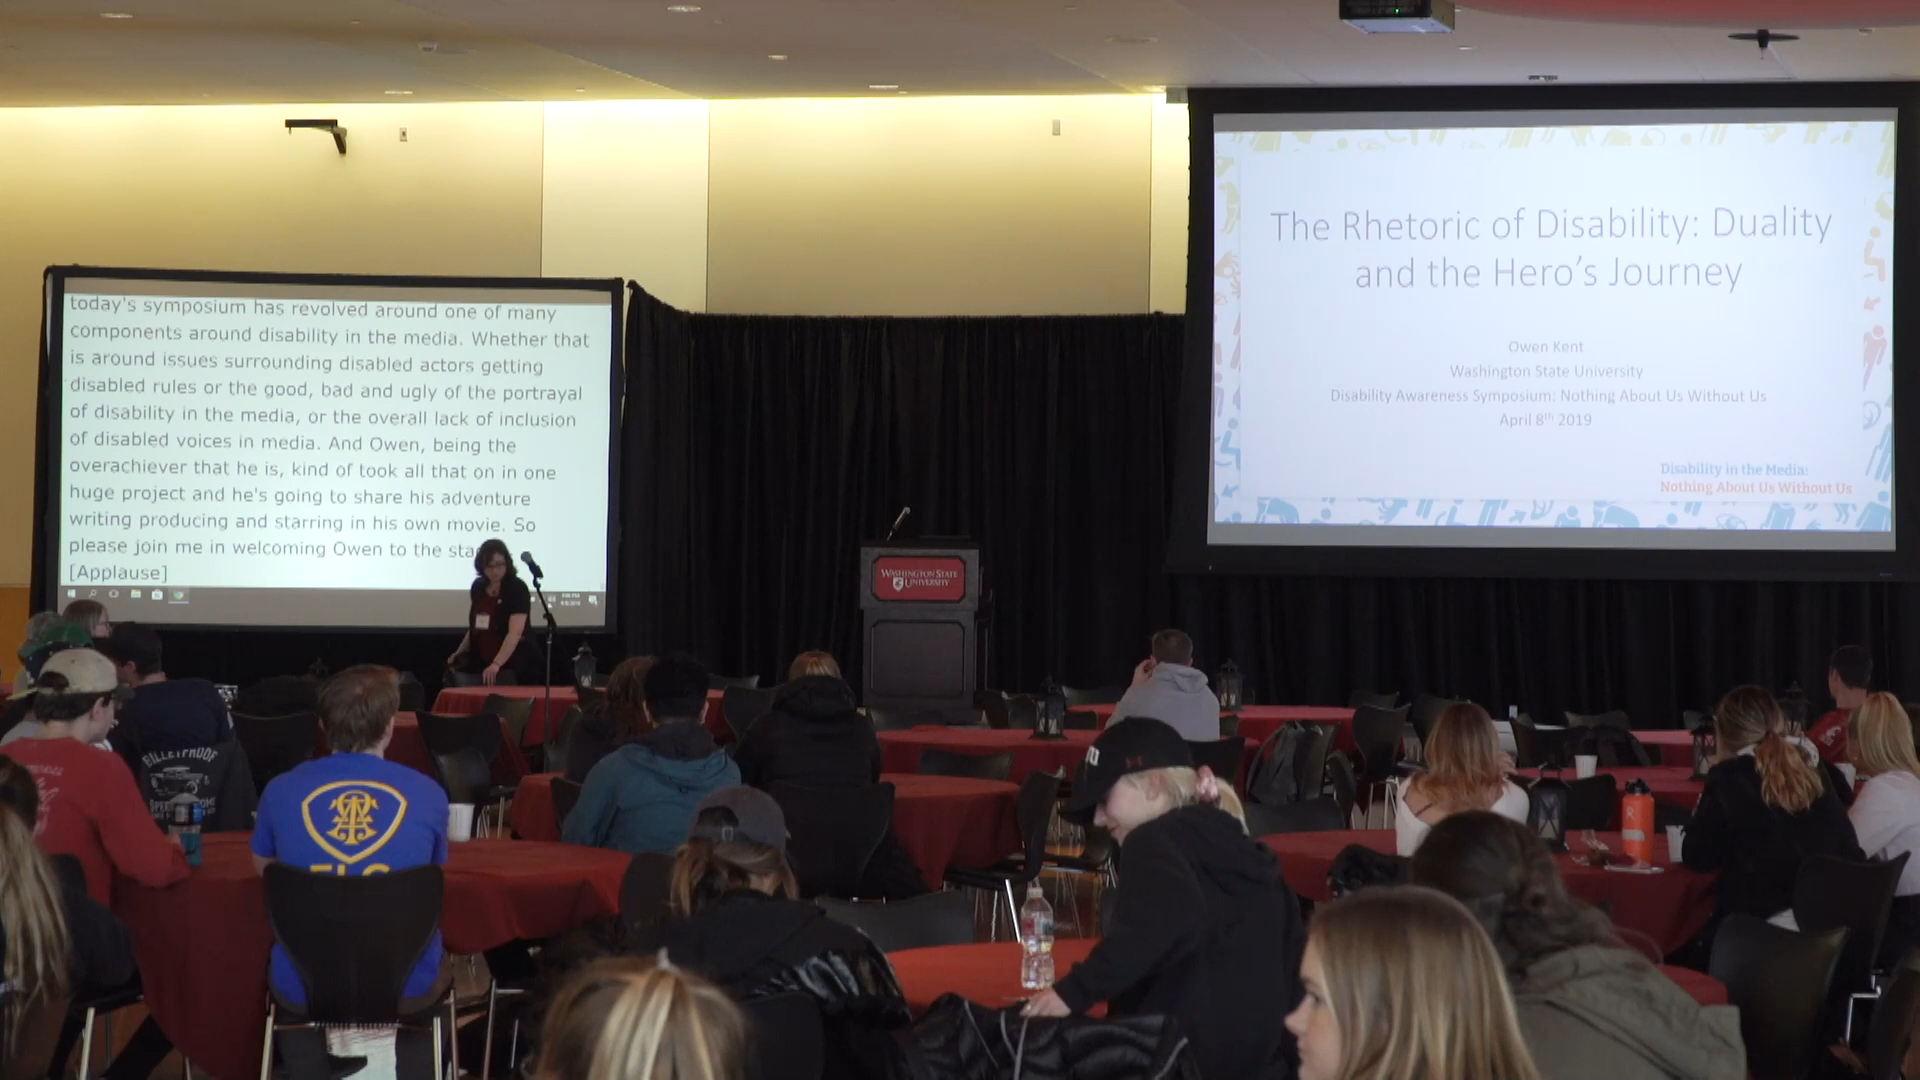 today's symposium has revolved around one of many
components around disability in the media. Whether that
is around issues surrounding disabled actors getting
disabled rules or the good, bad and ugly of the portrayal
of disability in the media, or the overall lack of inclusion
of disabled voices in media. And Owen, being the
overachiever that he is, kind of took all that on in one
huge project and he's going to share his adventure
writing producing and starring in his own movie. So
please join me in welcoming Owen to the sta
[Applause]
The Rhetoric of Disability: Duality
and the Hero's Journey
Owen Kent
Washington State University
Disability Awareness Symposium: Nothing About Us Without Us
April 8th 2019
Disability in the Media:
Nothing About Us Without Us
WASHINGTON STATE
UNIVERSITY
BILLETPROOF